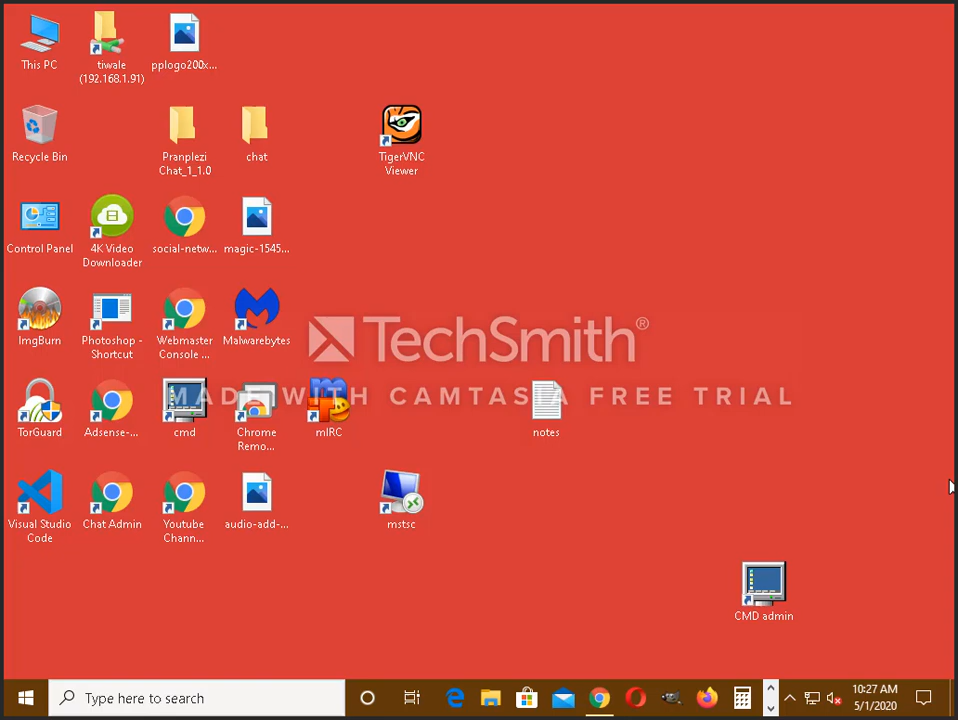 This PC
tiwale
(192.168.1.91)
pplogo200x...
Recycle Bin
Pranplezi
Chat_1_1.0
chat
TigerVNC
Viewer
Control Panel
4K Video
Downloader
social-netw...
magic-1545...
ImgBurn
Photoshop -
Shortcut
Webmaster
Console ...
Malwarebytes
TechSmith®
MADE WITH CAMTASIA FREE TRIAL
TorGuard
Adsense-...
cmd
Chrome
Remo...
mIRC
notes
Visual Studio
Code
Chat Admin
Youtube
Chann...
audio-add-...
mstsc
CMD admin
Type here to search
10:27 AM
5/1/2020